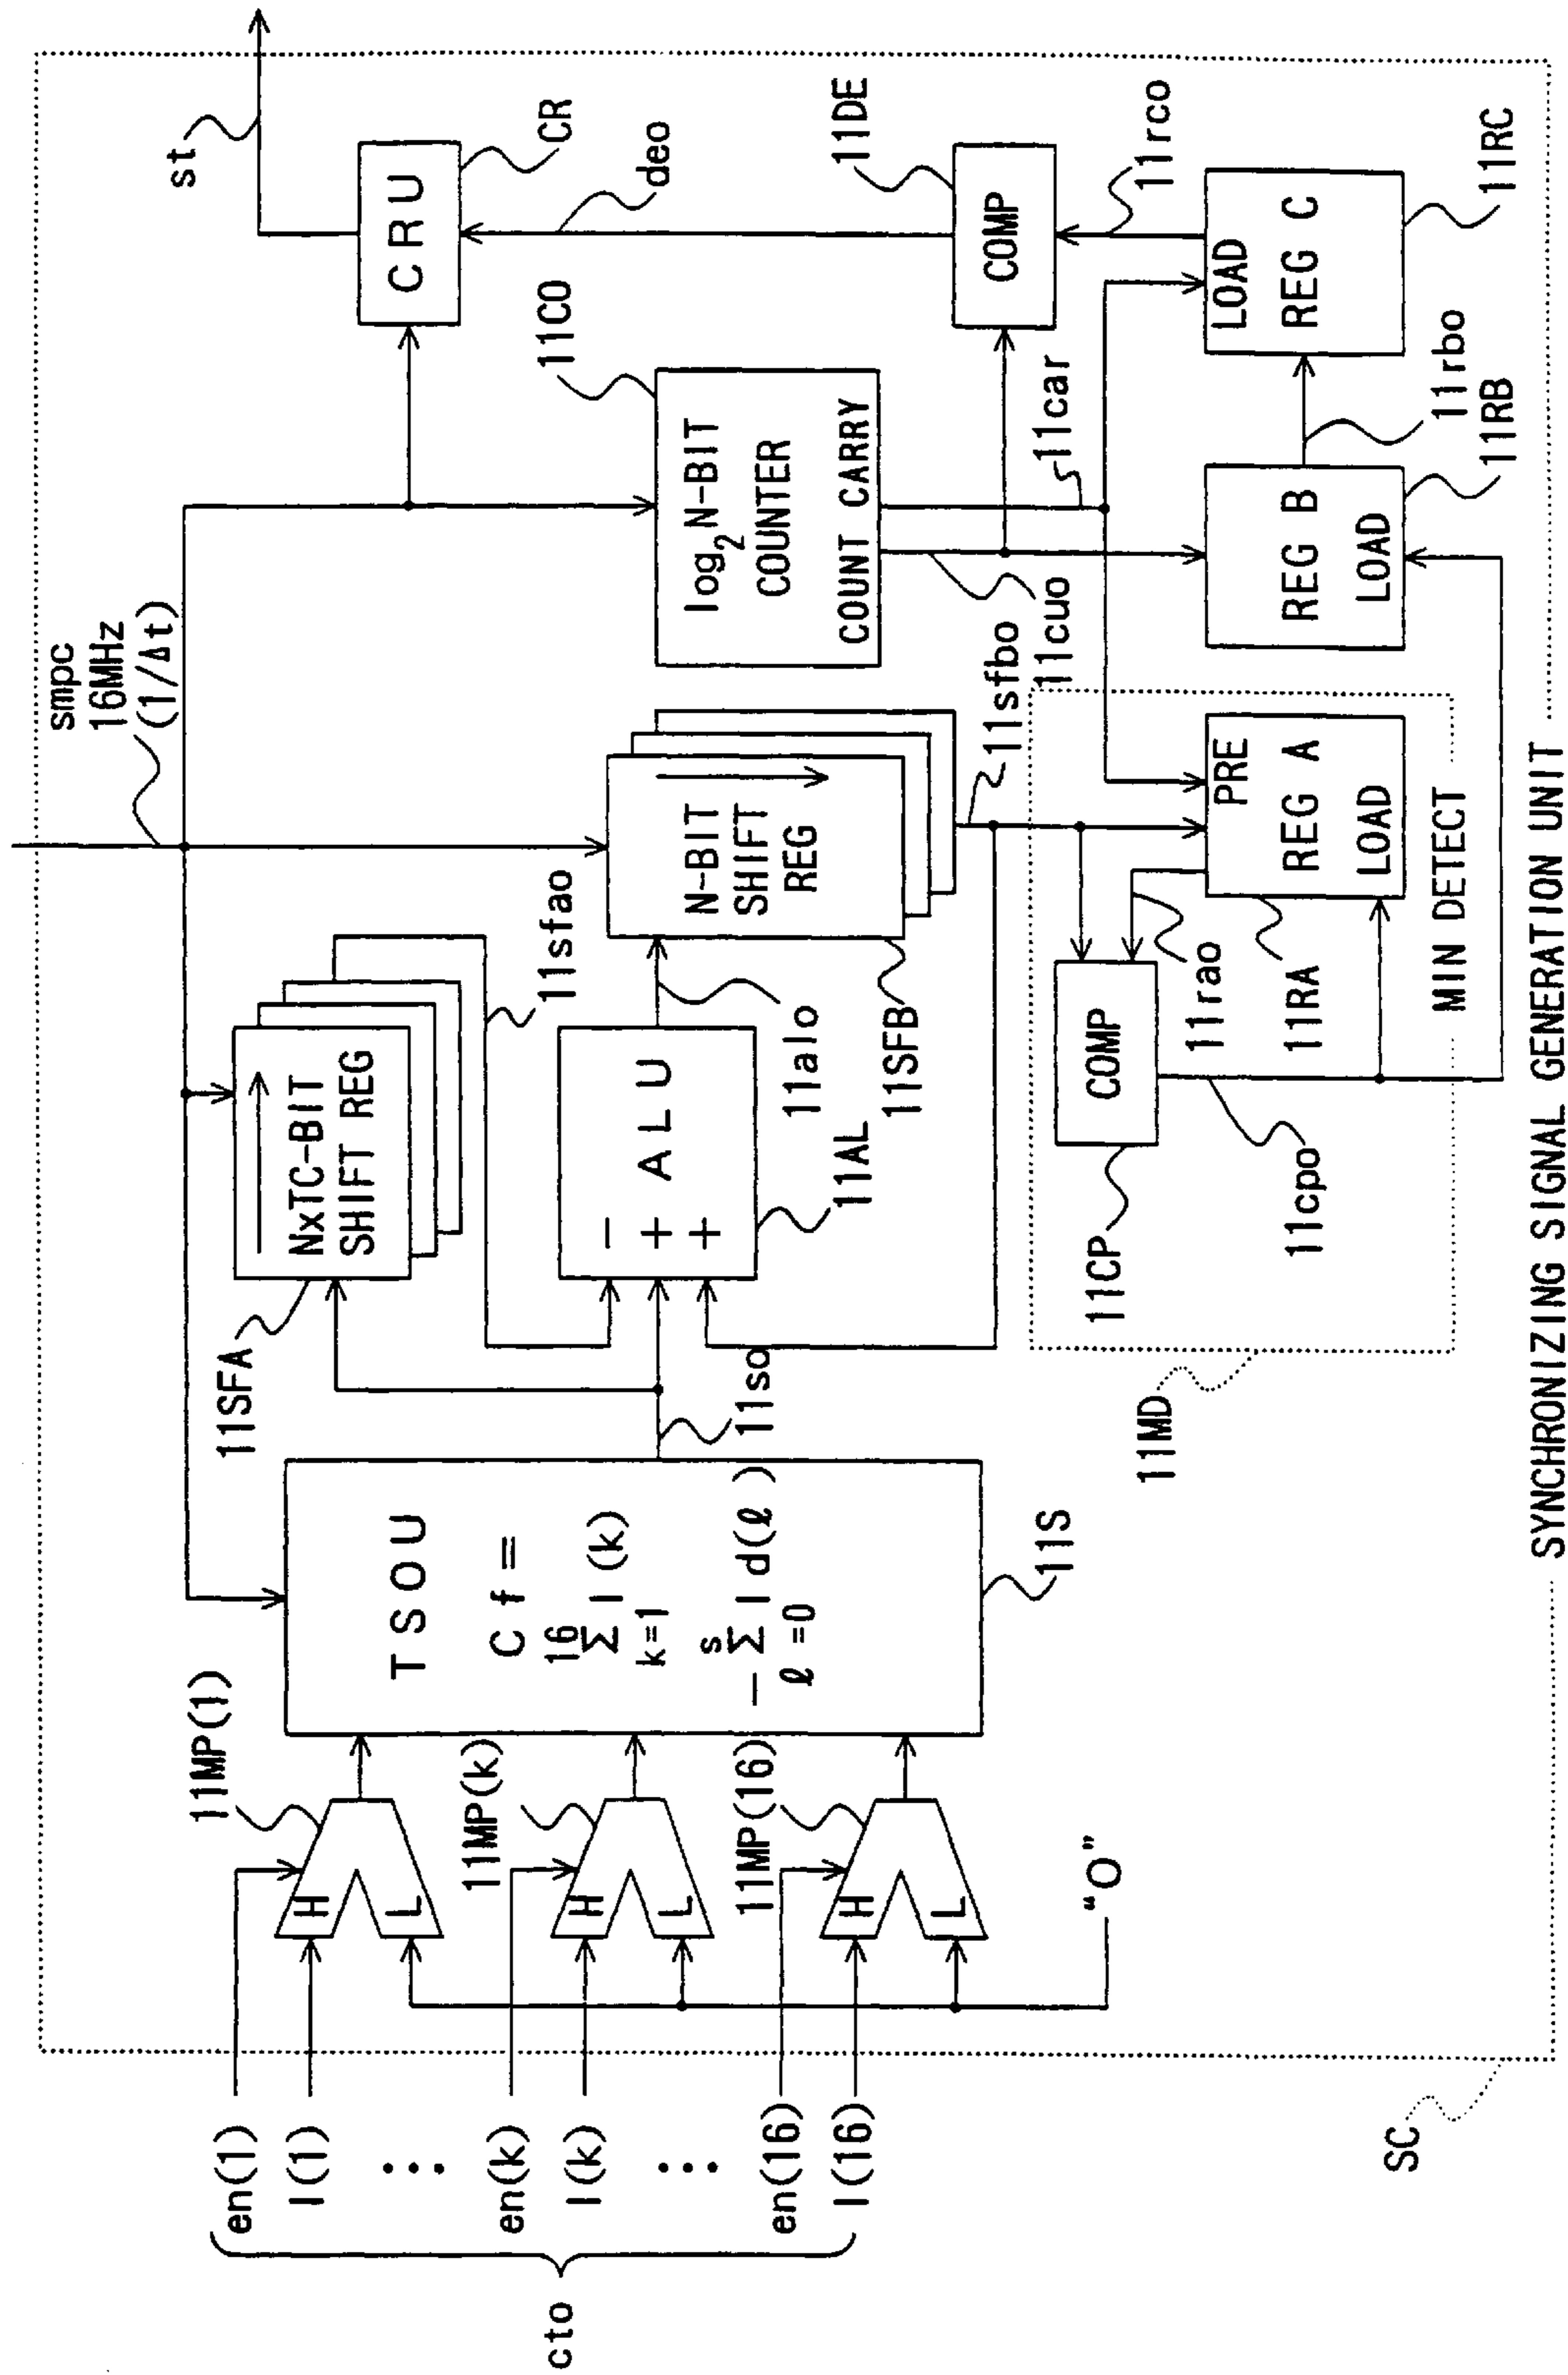 cto
en(1)
I(1)
en(k)
I(k)
en(16)
I(16)
SC
11MP(1)
H
L
11MP(k)
H
L
11MP(16)
H
L
“0”
TSOU
Cf=
16
Σ I(k)
k=1
s
−Σ Id(ℓ)
ℓ=0
11S
11so
11SFA
NxTC-BIT
SHIFT REG
11sfao
−
+ ALU
+
11AL
11alo
smpc
16MHz
(1/Δt)
N-BIT
SHIFT
REG
11SFB
11sfbo
11MD
11CP
COMP
11cpo
11rao
11RA
PRE
REG A
LOAD
MIN DETECT
log2 N-BIT
COUNTER
COUNT CARRY
11CO
11cuo
11car
REG B
LOAD
11RB
11rbo
LOAD
REG C
11RC
11rco
COMP
11DE
deo
CRU
CR
st
SYNCHRONIZING SIGNAL GENERATION UNIT